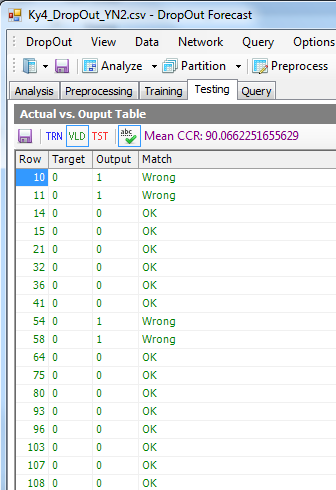 Ky4_DropOut_YN2.csv - DropOut Forecast
DropOut View Data Network Query Options
Analyze Partition Preprocess
Analysis Preprocessing Training Testing Query
Actual vs. Ouput Table
TRN VLD TST abc Mean CCR: 90.0662251655629
Row Target Output Match
10 0 1 Wrong
11 0 1 Wrong
14 0 0 OK
15 0 0 OK
21 0 0 OK
32 0 0 OK
36 0 0 OK
41 0 0 OK
54 0 1 Wrong
58 0 1 Wrong
64 0 0 OK
75 0 0 OK
80 0 0 OK
93 0 0 OK
96 0 0 OK
103 0 0 OK
107 0 0 OK
108 0 0 OK